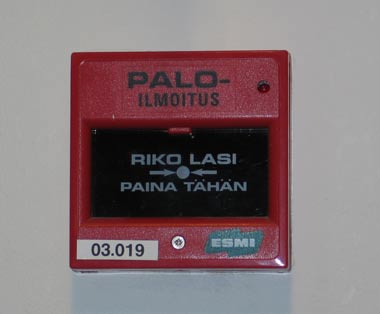 PALO-
ILMOITUS
RIKO LASI
PAINA TÄHÄN
03.019
ESMI